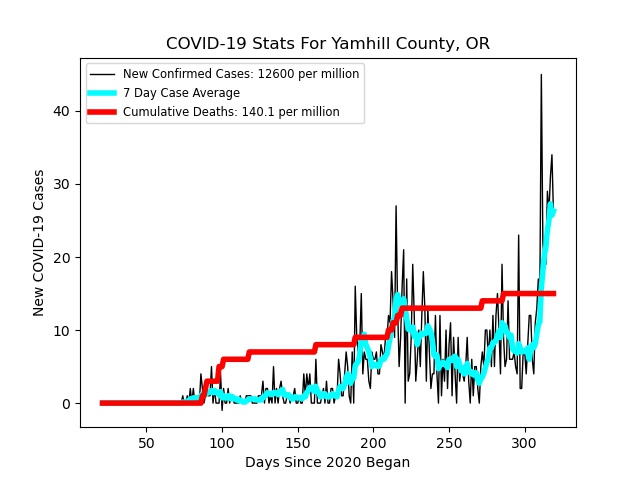 COVID-19 Stats For Yamhill County, OR
New Confirmed Cases: 12600 per million
7 Day Case Average
Cumulative Deaths: 140.1 per million
New COVID-19 Cases
40
30
20
10
0
50 100 150 200 250 300
Days Since 2020 Began